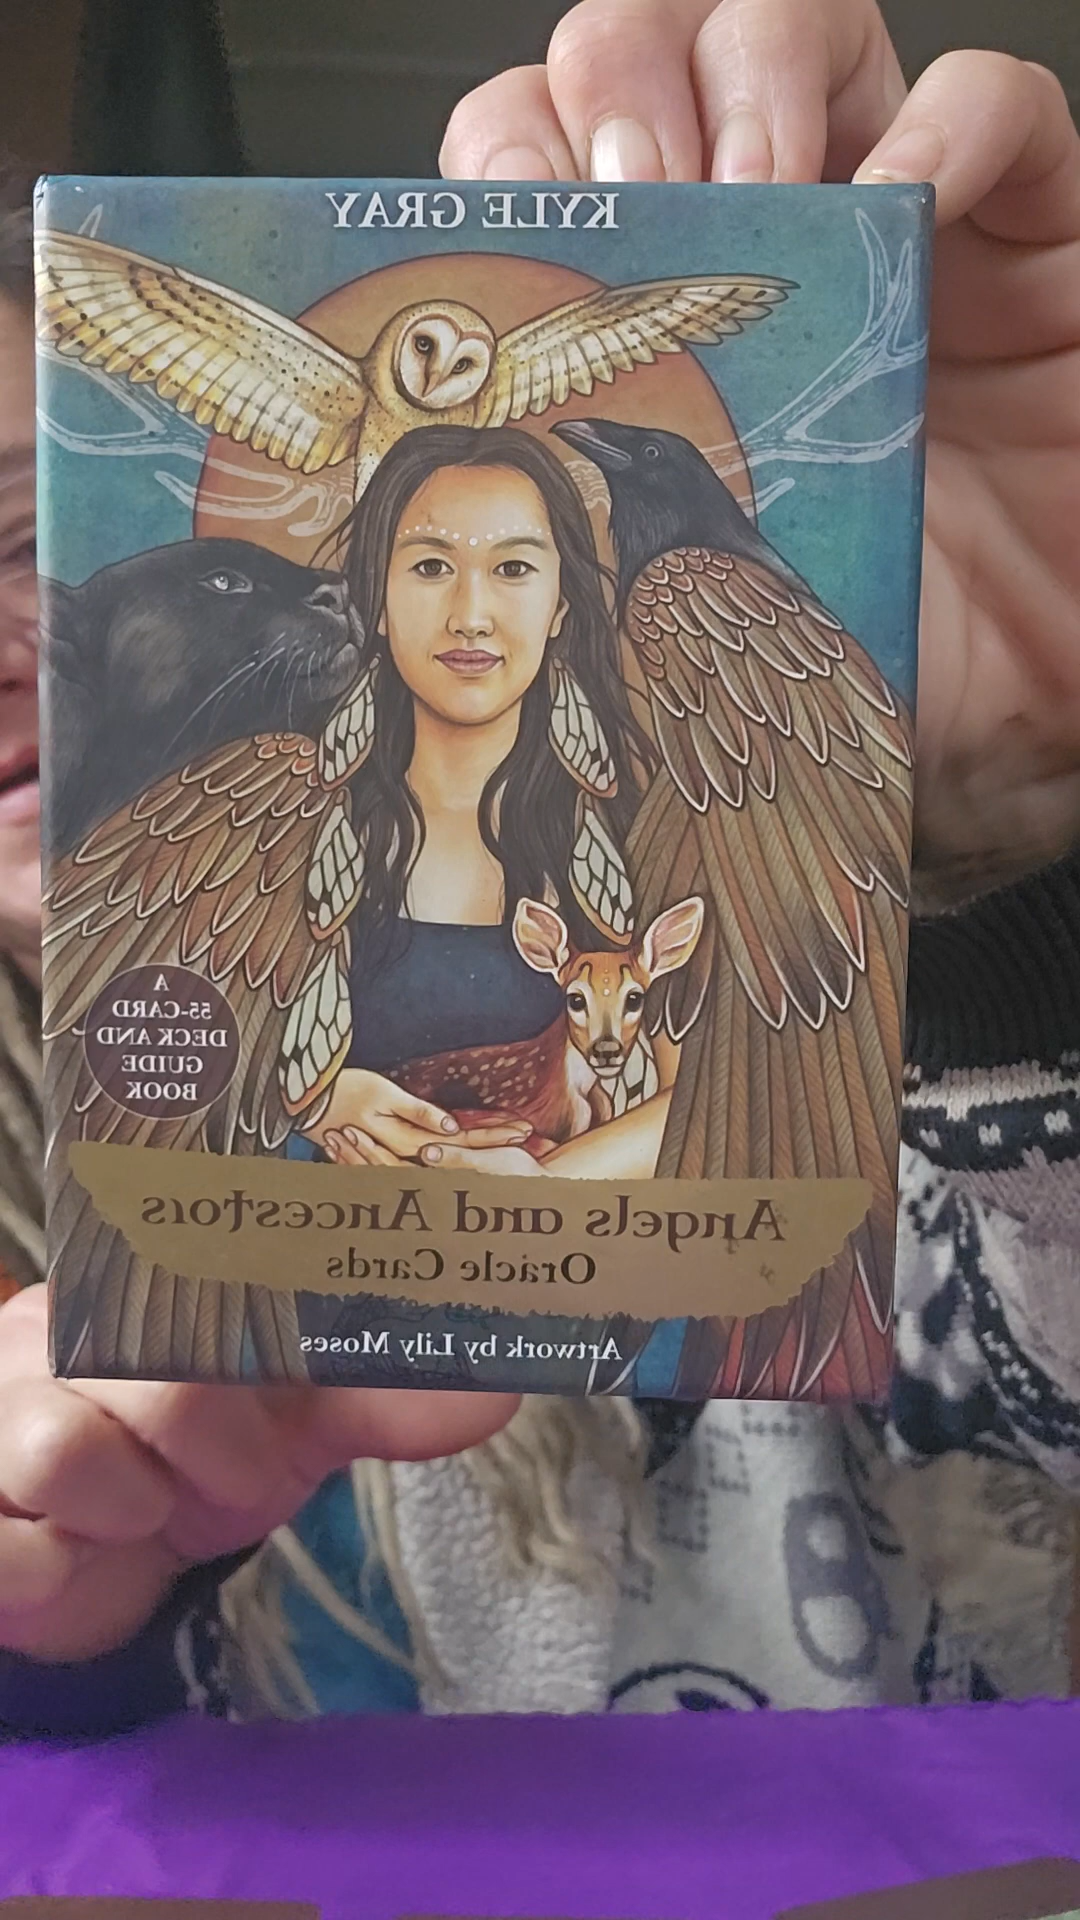 KYLE GRAY
A
55-CARD
DECK AND
GUIDE
BOOK
Angels and Ancestors
Oracle Cards
Artwork by Lily Moses